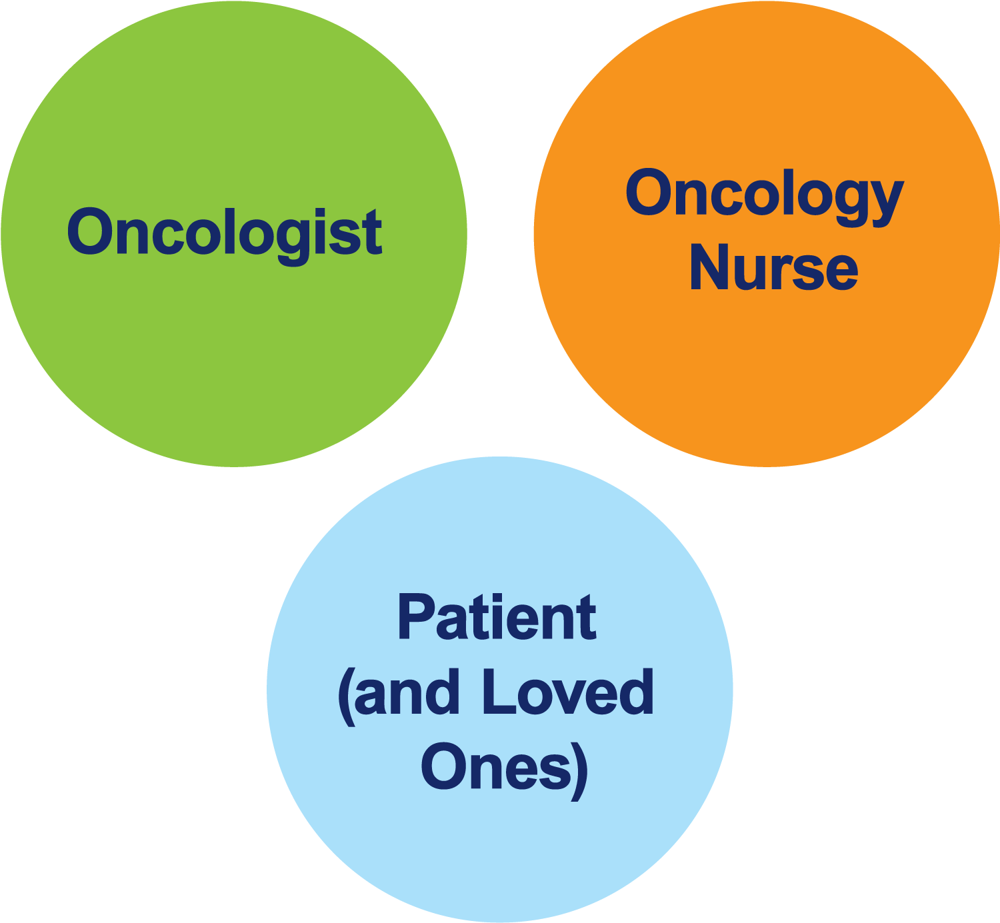 Oncologist
Oncology
Nurse
Patient
(and Loved
Ones)